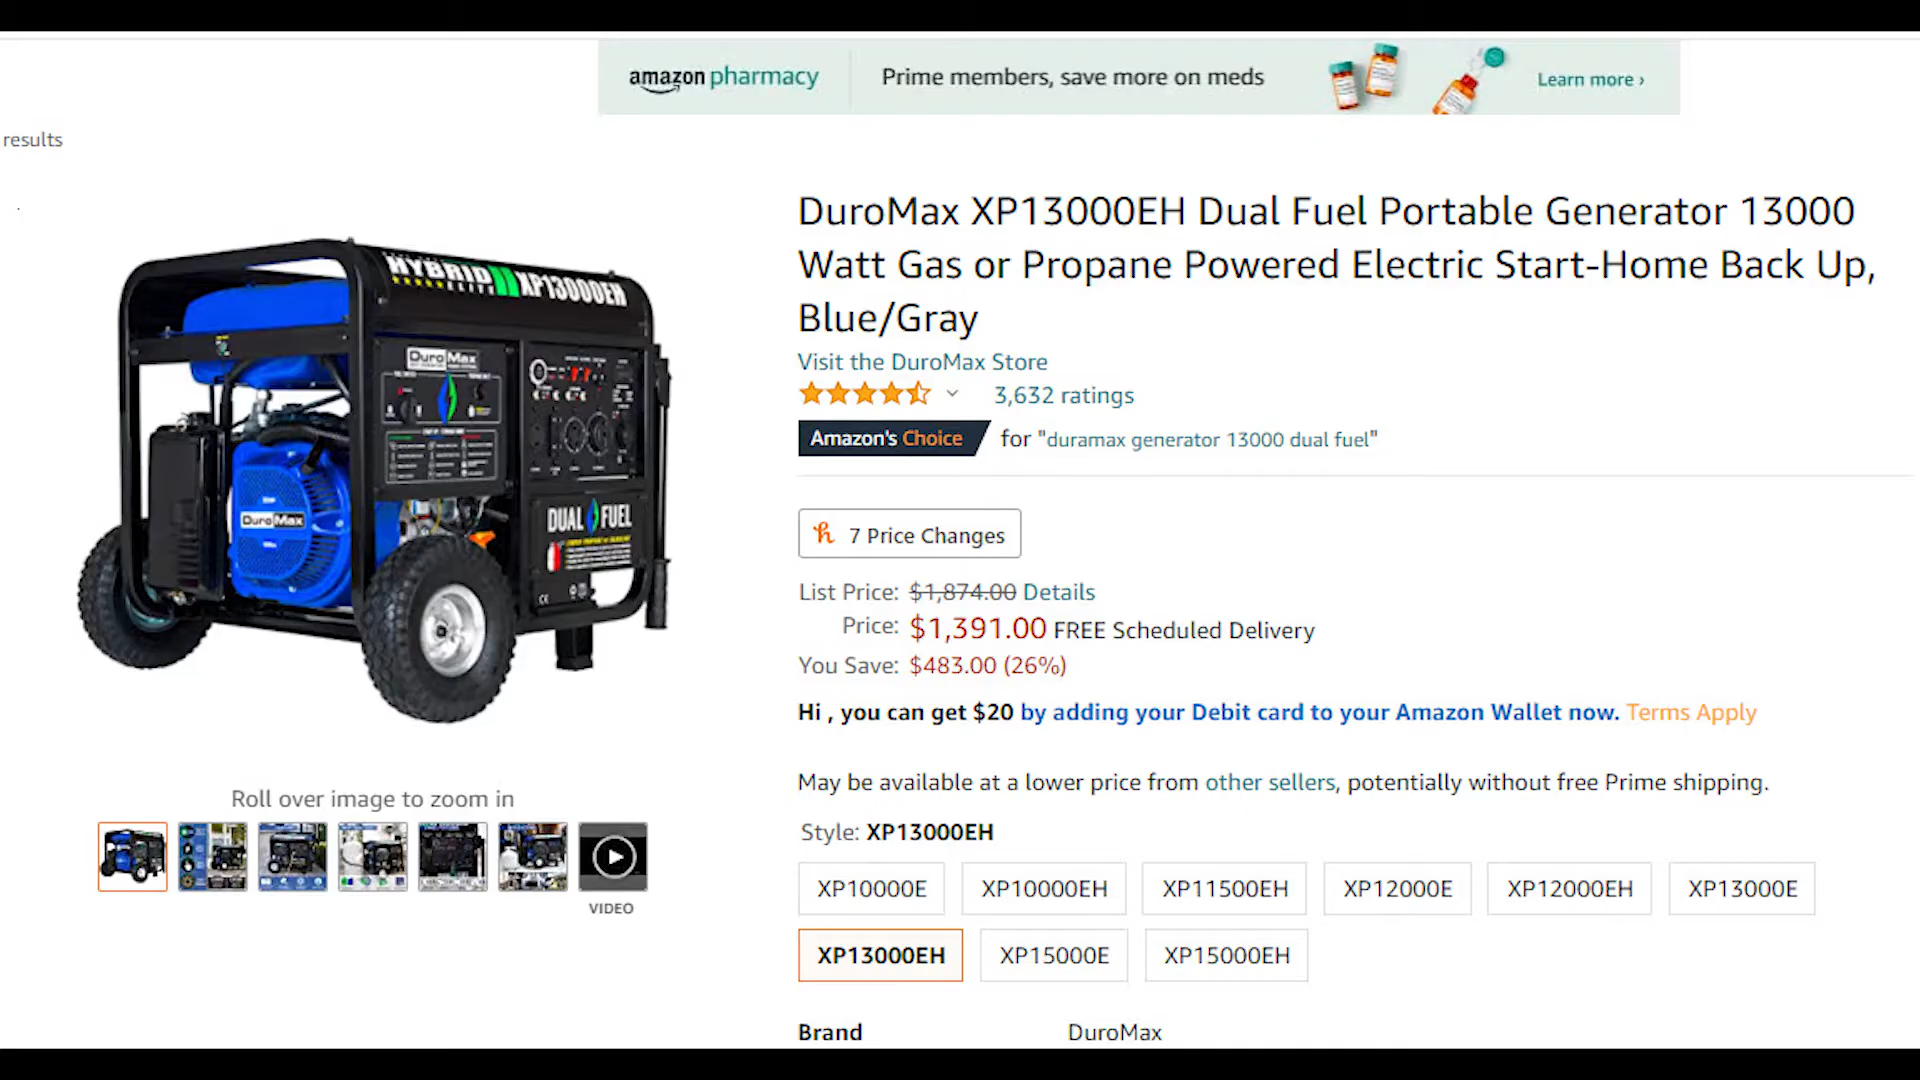 amazon pharmacy
Prime members, save more on meds
Learn more ›
results
DuroMax XP13000EH Dual Fuel Portable Generator 13000
Watt Gas or Propane Powered Electric Start-Home Back Up,
Blue/Gray
Visit the DuroMax Store
3,632 ratings
Amazon's Choice for "duramax generator 13000 dual fuel"
7 Price Changes
List Price: $1,874.00 Details
Price: $1,391.00 FREE Scheduled Delivery
You Save: $483.00 (26%)
Hi , you can get $20 by adding your Debit card to your Amazon Wallet now. Terms Apply
May be available at a lower price from other sellers, potentially without free Prime shipping.
Style: XP13000EH
XP10000E XP10000EH XP11500EH XP12000E XP12000EH XP13000E
XP13000EH XP15000E XP15000EH
Brand DuroMax
HYBRID XP13000EH
ELITE
DuroMax
DuroMax
DUAL FUEL
Roll over image to zoom in
VIDEO